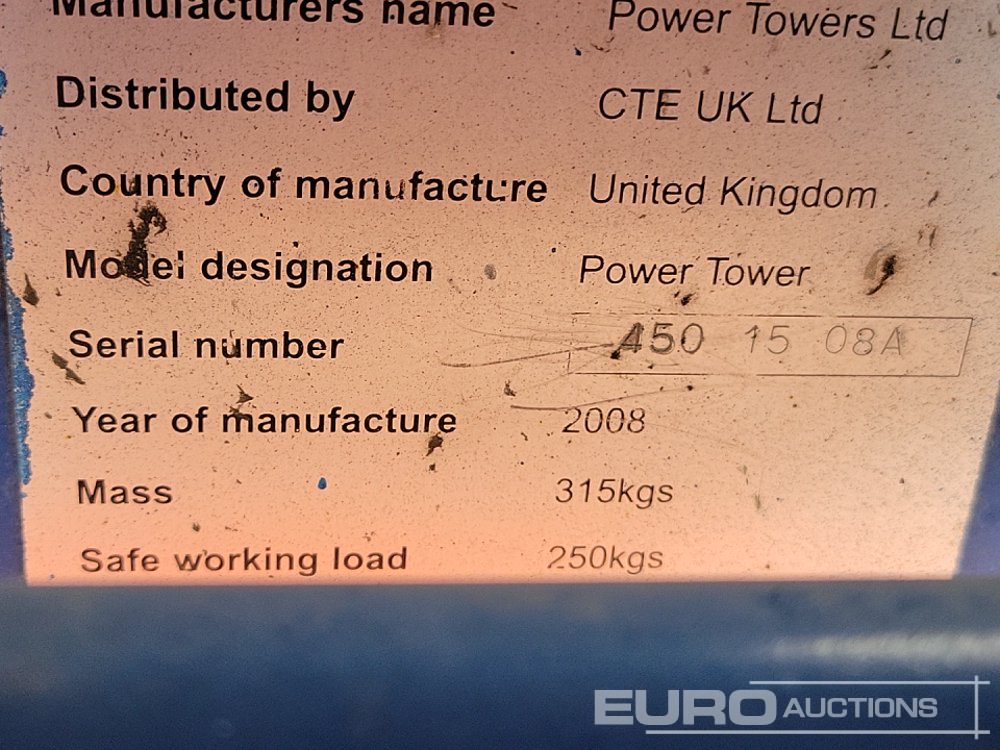 Manufacturers name Power Towers Ltd
Distributed by CTE UK Ltd
Country of manufacture United Kingdom
Model designation Power Tower
Serial number 450 15 08A
Year of manufacture 2008
Mass 315kgs
Safe working load 250kgs
EURO AUCTIONS